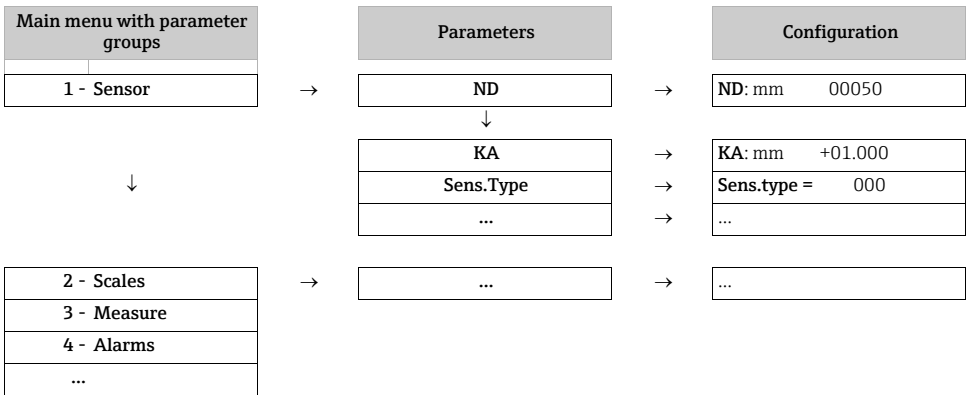 Main menu with parameter groups
Parameters
Configuration
1 - Sensor → ND → ND: mm 00050
↓
KA → KA: mm +01.000
↓ Sens.Type → Sens.type = 000
... → ...
2 - Scales → ... → ...
3 - Measure
4 - Alarms
...